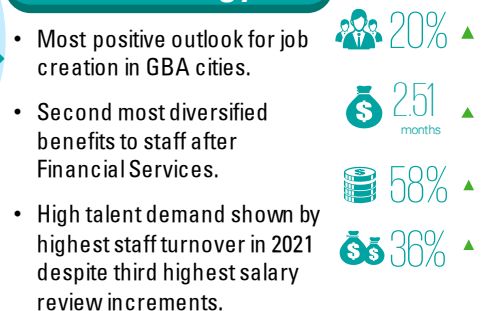 • Most positive outlook for job
creation in GBA cities.
• Second most diversified
benefits to staff after
Financial Services.
• High talent demand shown by
highest staff turnover in 2021
despite third highest salary
review increments.
20%
2.51
months
58%
36%